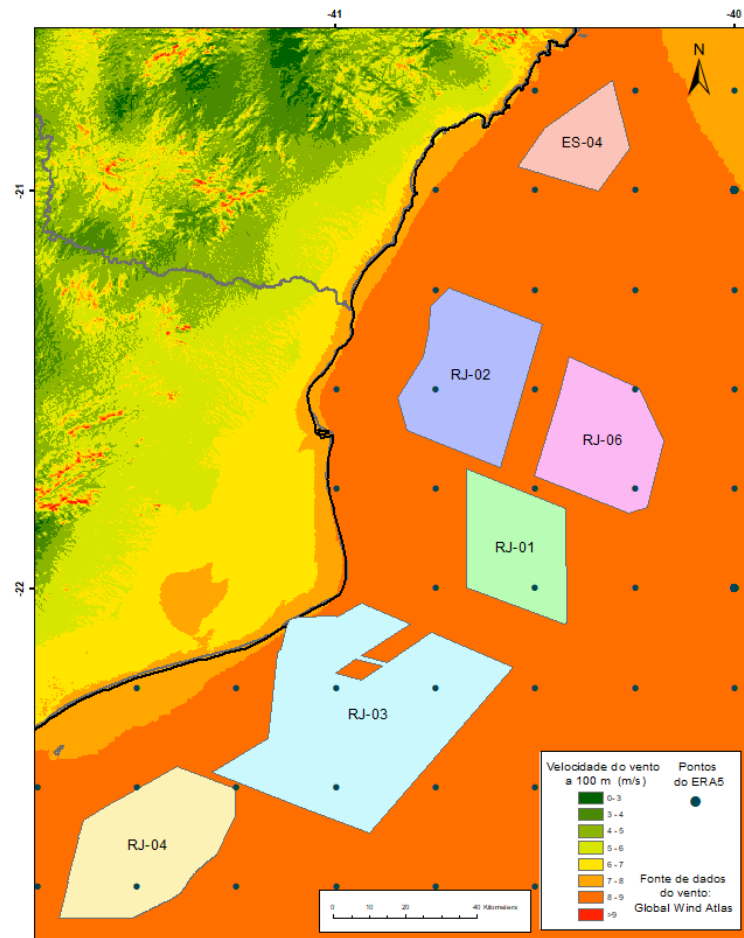 -41
-40
N
ES-04
-21
RJ-02
RJ-06
RJ-01
-22
RJ-03
RJ-04
Velocidade do vento
a 100 m (m/s)
0-3
3 - 4
4 - 5
5 - 6
6 - 7
7 - 8
8 - 9
>9
Pontos
do ERA5
Fonte de dados
do vento:
Global Wind Atlas
0 10 20 40 Kilometers